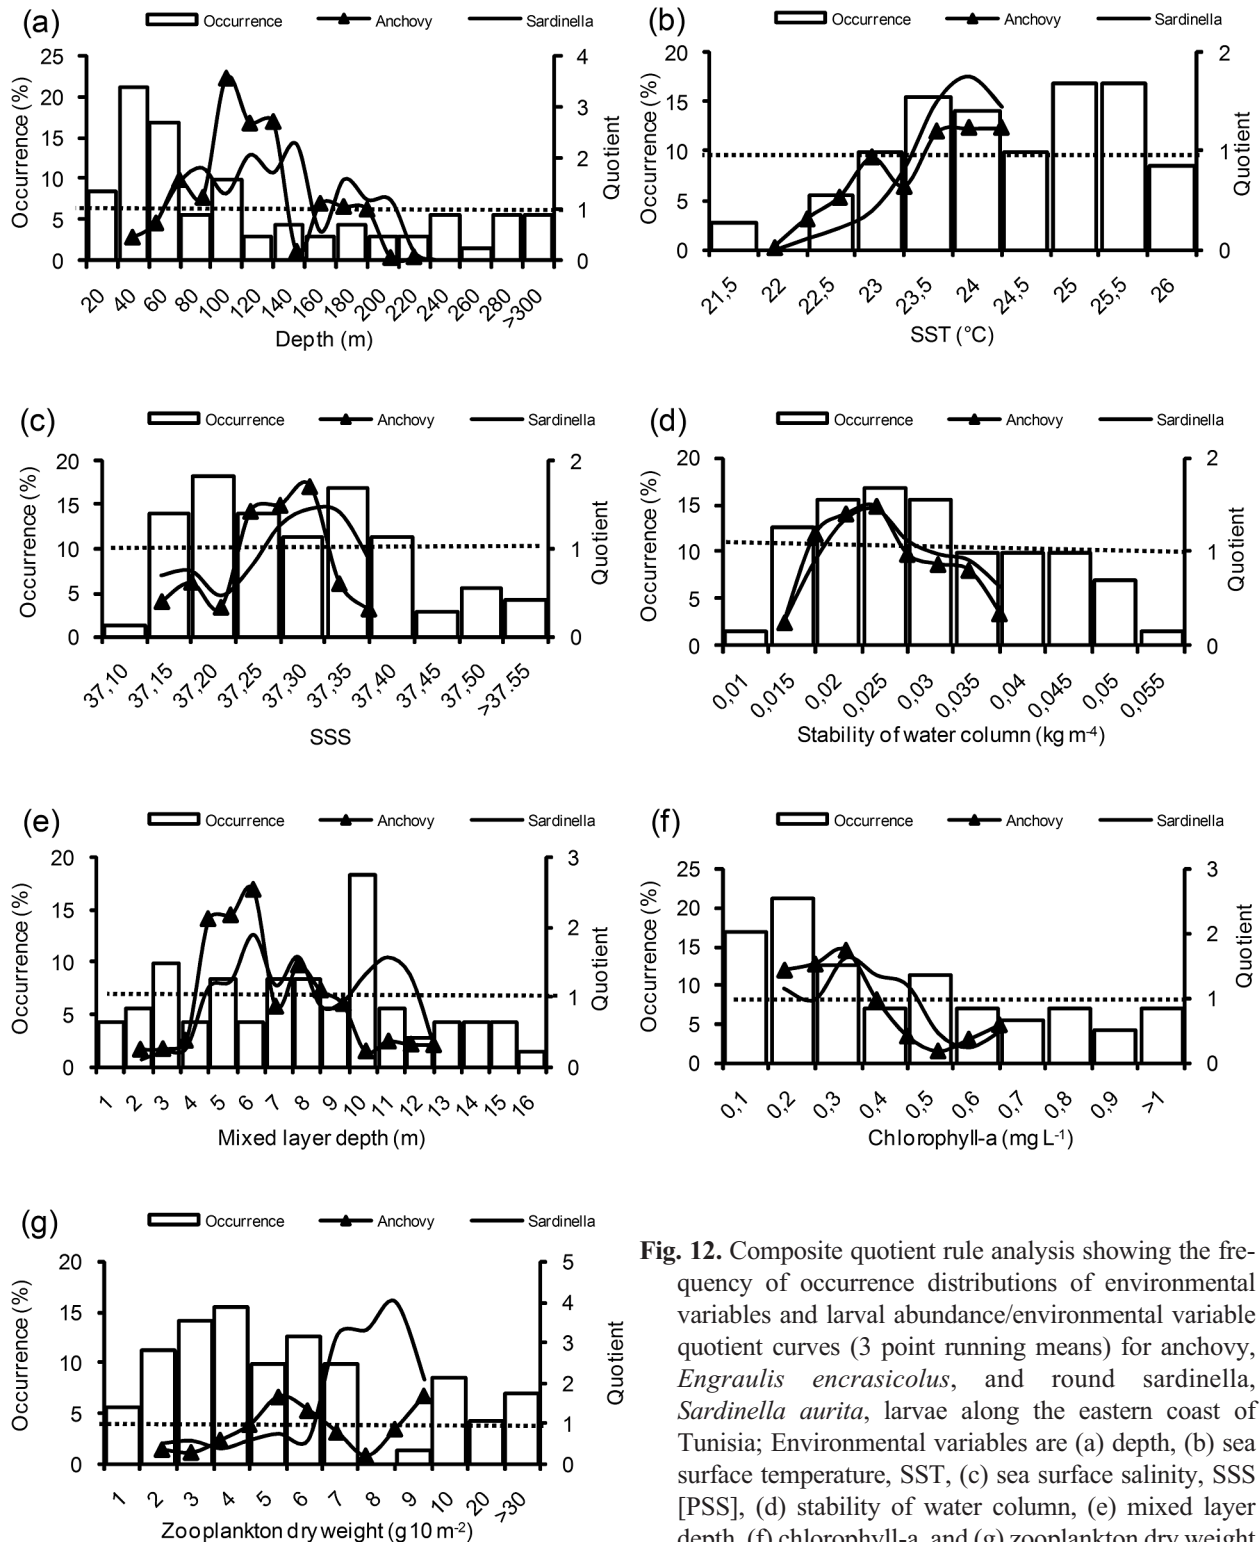 (a)
Occurrence
Anchovy
Sardinella
Occurrence (%)
25
20
15
10
5
0
4
3
2
1
0
Quotient
20
40
60
80
100
120
140
160
180
200
220
240
260
280
>300
Depth (m)
(b)
Occurrence
Anchovy
Sardinella
Occurrence (%)
20
15
10
5
0
2
1
0
Quotient
21,5
22
22,5
23
23,5
24
24,5
25
25,5
26
SST (°C)
(c)
Occurrence
Anchovy
Sardinella
Occurrence (%)
20
15
10
5
0
2
1
0
Quotient
37,10
37,15
37,20
37,25
37,30
37,35
37,40
37,45
37,50
>37.55
SSS
(d)
Occurrence
Anchovy
Sardinella
Occurrence (%)
20
15
10
5
0
2
1
0
Quotient
0,01
0,015
0,02
0,025
0,03
0,035
0,04
0,045
0,05
0,055
Stability of water column (kg m-4)
(e)
Occurrence
Anchovy
Sardinella
Occurrence (%)
20
15
10
5
0
3
2
1
0
Quotient
1
2
3
4
5
6
7
8
9
10
11
12
13
14
15
16
Mixed layer depth (m)
(f)
Occurrence
Anchovy
Sardinella
Occurrence (%)
25
20
15
10
5
0
3
2
1
0
Quotient
0,1
0,2
0,3
0,4
0,5
0,6
0,7
0,8
0,9
>1
Chlorophyll-a (mg L-1)
(g)
Occurrence
Anchovy
Sardinella
Occurrence (%)
20
15
10
5
0
5
4
3
2
1
0
Quotient
1
2
3
4
5
6
7
8
9
10
20
>30
Zooplankton dry weight (g 10 m-2)
Fig. 12. Composite quotient rule analysis showing the fre-
quency of occurrence distributions of environmental
variables and larval abundance/environmental variable
quotient curves (3 point running means) for anchovy,
Engraulis encrasicolus, and round sardinella,
Sardinella aurita, larvae along the eastern coast of
Tunisia; Environmental variables are (a) depth, (b) sea
surface temperature, SST, (c) sea surface salinity, SSS
[PSS], (d) stability of water column, (e) mixed layer
depth, (f) chlorophyll-a, and (g) zooplankton dry weight